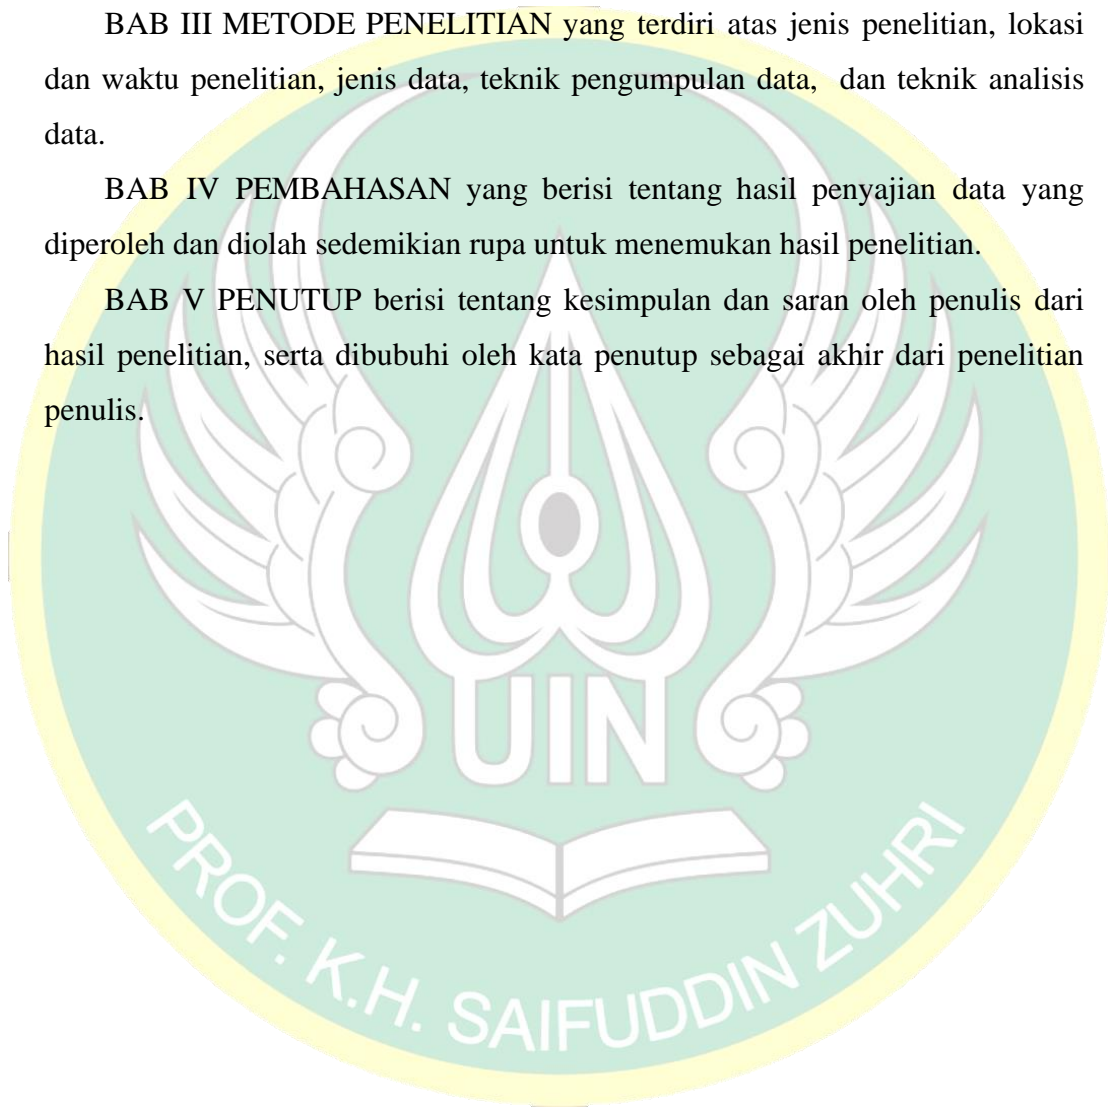 BAB III METODE PENELITIAN yang terdiri atas jenis penelitian, lokasi
dan waktu penelitian, jenis data, teknik pengumpulan data, dan teknik analisis
data.
BAB IV PEMBAHASAN yang berisi tentang hasil penyajian data yang
diperoleh dan diolah sedemikian rupa untuk menemukan hasil penelitian.
BAB V PENUTUP berisi tentang kesimpulan dan saran oleh penulis dari
hasil penelitian, serta dibubuhi oleh kata penutup sebagai akhir dari penelitian
penulis.
UIN
PROF. K.H. SAIFUDDIN ZUHRI